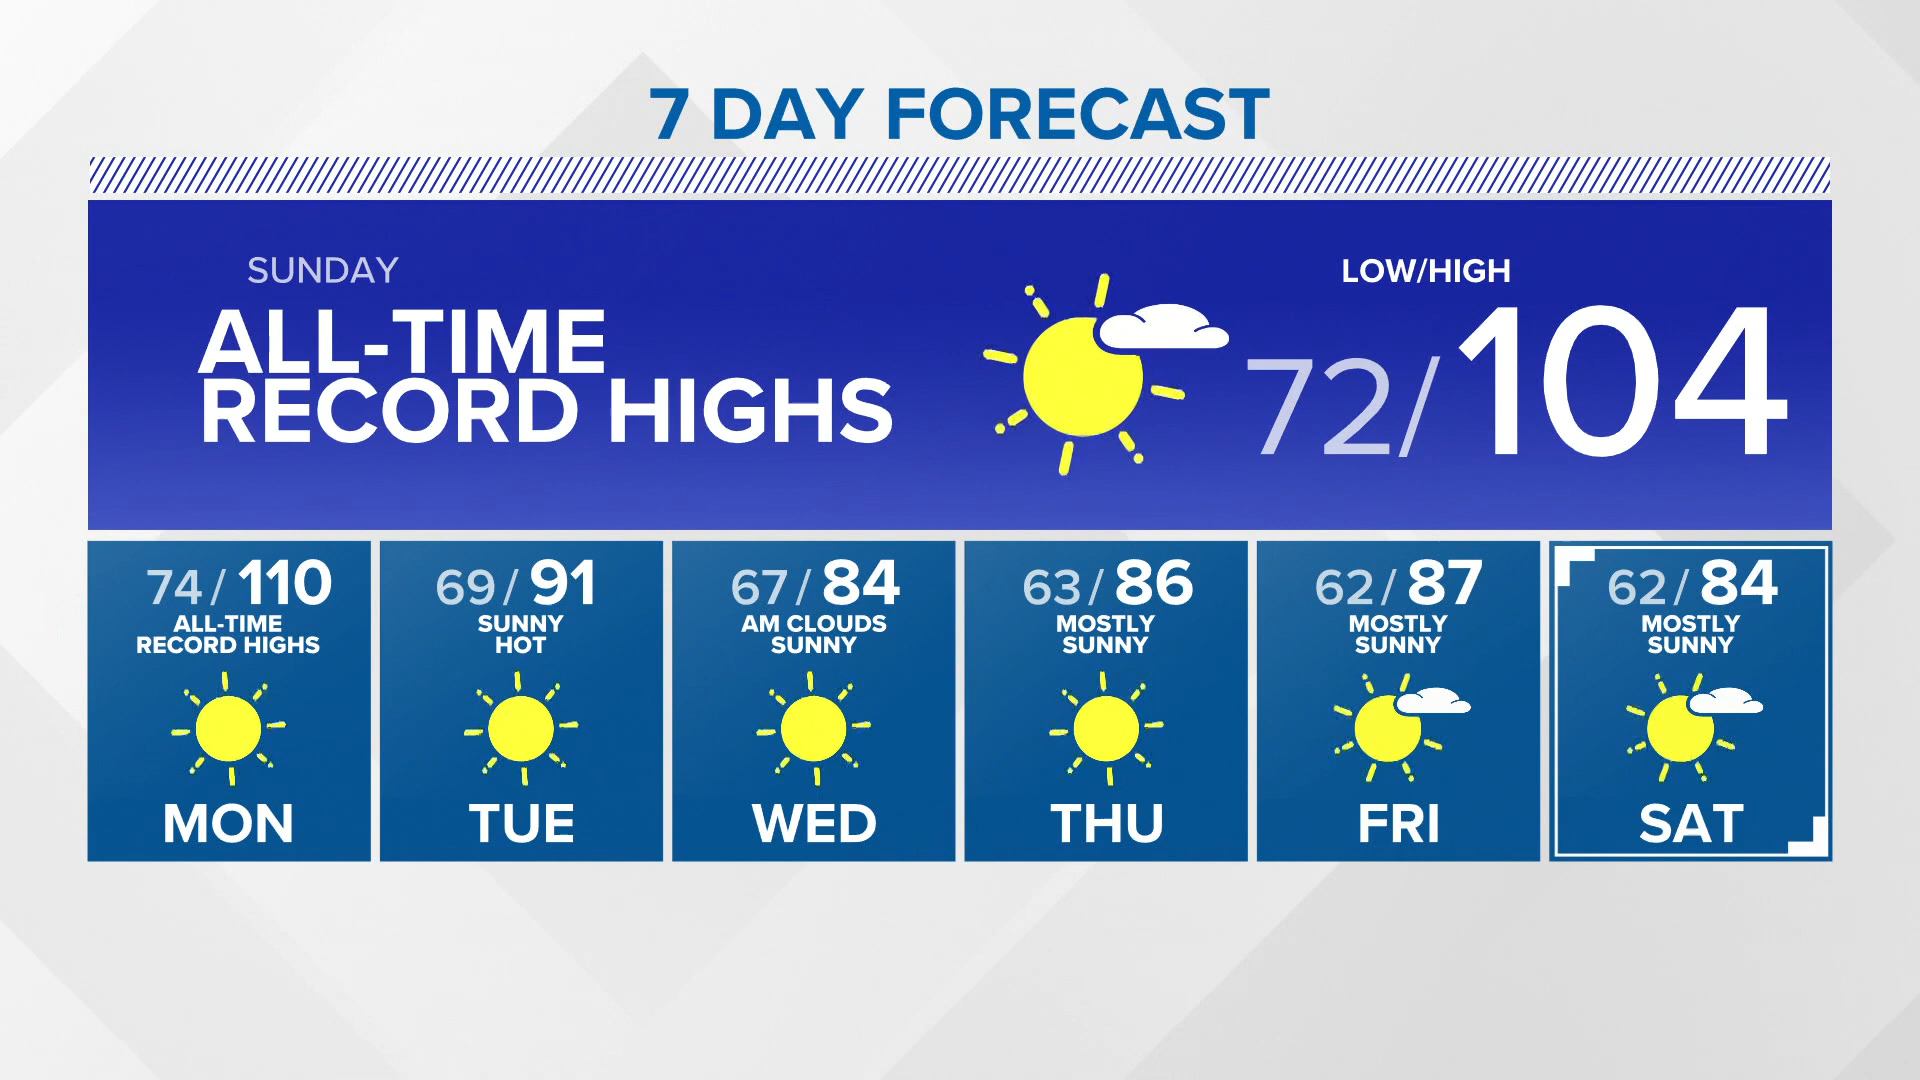 7 DAY FORECAST
SUNDAY
ALL-TIME
RECORD HIGHS
LOW/HIGH
72/104
74/110
ALL-TIME
RECORD HIGHS
MON
69/91
SUNNY
HOT
TUE
67/84
AM CLOUDS
SUNNY
WED
63/86
MOSTLY
SUNNY
THU
62/87
MOSTLY
SUNNY
FRI
62/84
MOSTLY
SUNNY
SAT